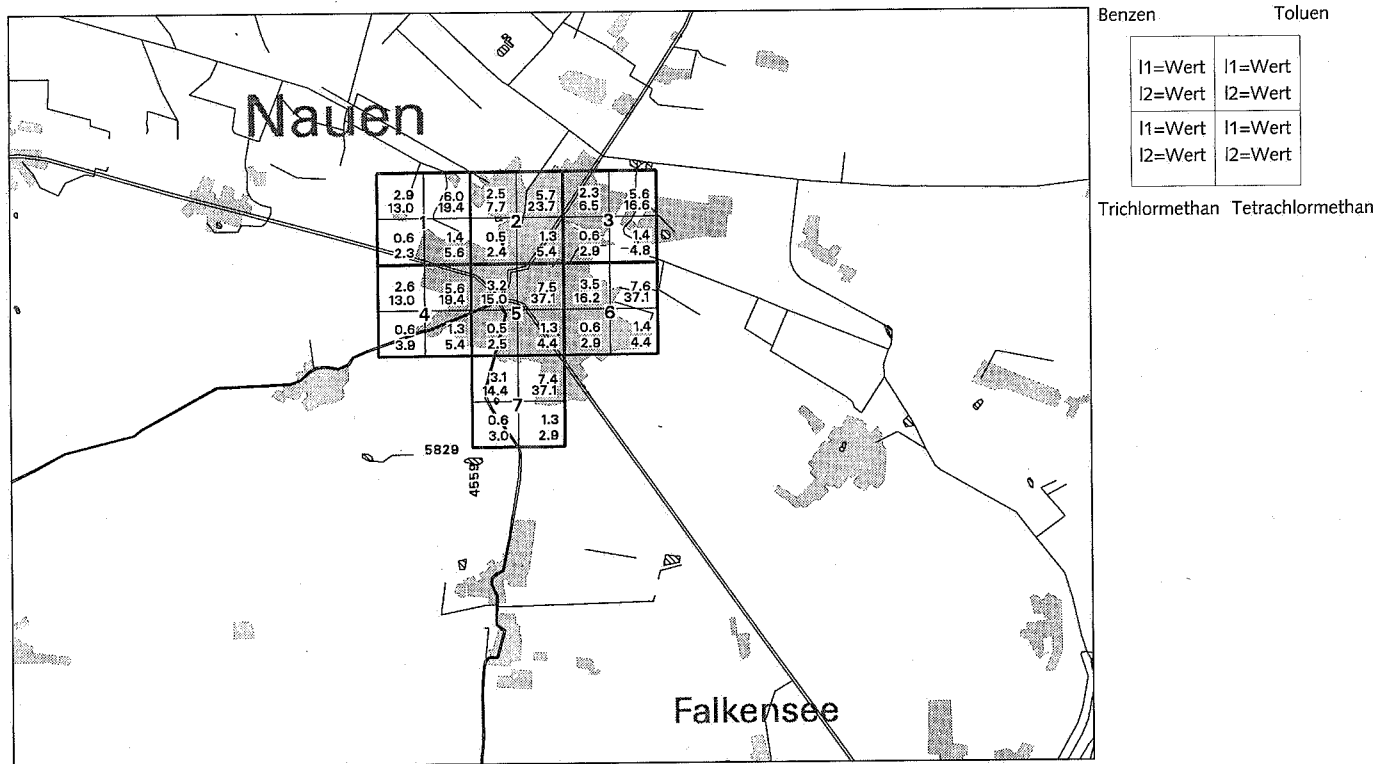 Benzen Toluen
I1=Wert I1=Wert
I2=Wert I2=Wert
I1=Wert I1=Wert
I2=Wert I2=Wert
Trichlormethan Tetrachlormethan
Nauen
2.9 6.0 2.5 5.7 2.3 5.6
13.0 19.4 7.7 23.7 6.5 16.6
1 2 3
0.6 1.4 0.5 1.3 0.6 1.4
2.3 5.6 2.4 5.4 2.9 4.8
2.6 5.6 3.2 7.5 3.5 7.6
13.0 19.4 15.0 37.1 16.2 37.1
4 5 6
0.6 1.3 0.5 1.3 0.6 1.4
3.9 5.4 2.5 4.4 2.9 4.4
3.1 7.4
14.4 37.1
7
0.6 1.3
3.0 2.9
5829
4559
Falkensee